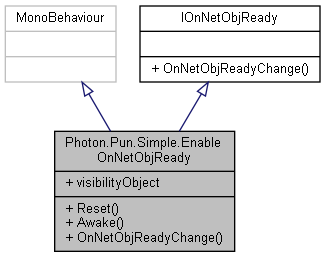 MonoBehaviour
IOnNetObjReady
+ OnNetObjReadyChange()
Photon.Pun.Simple.Enable
OnNetObjReady
+ visibilityObject
+ Reset()
+ Awake()
+ OnNetObjReadyChange()